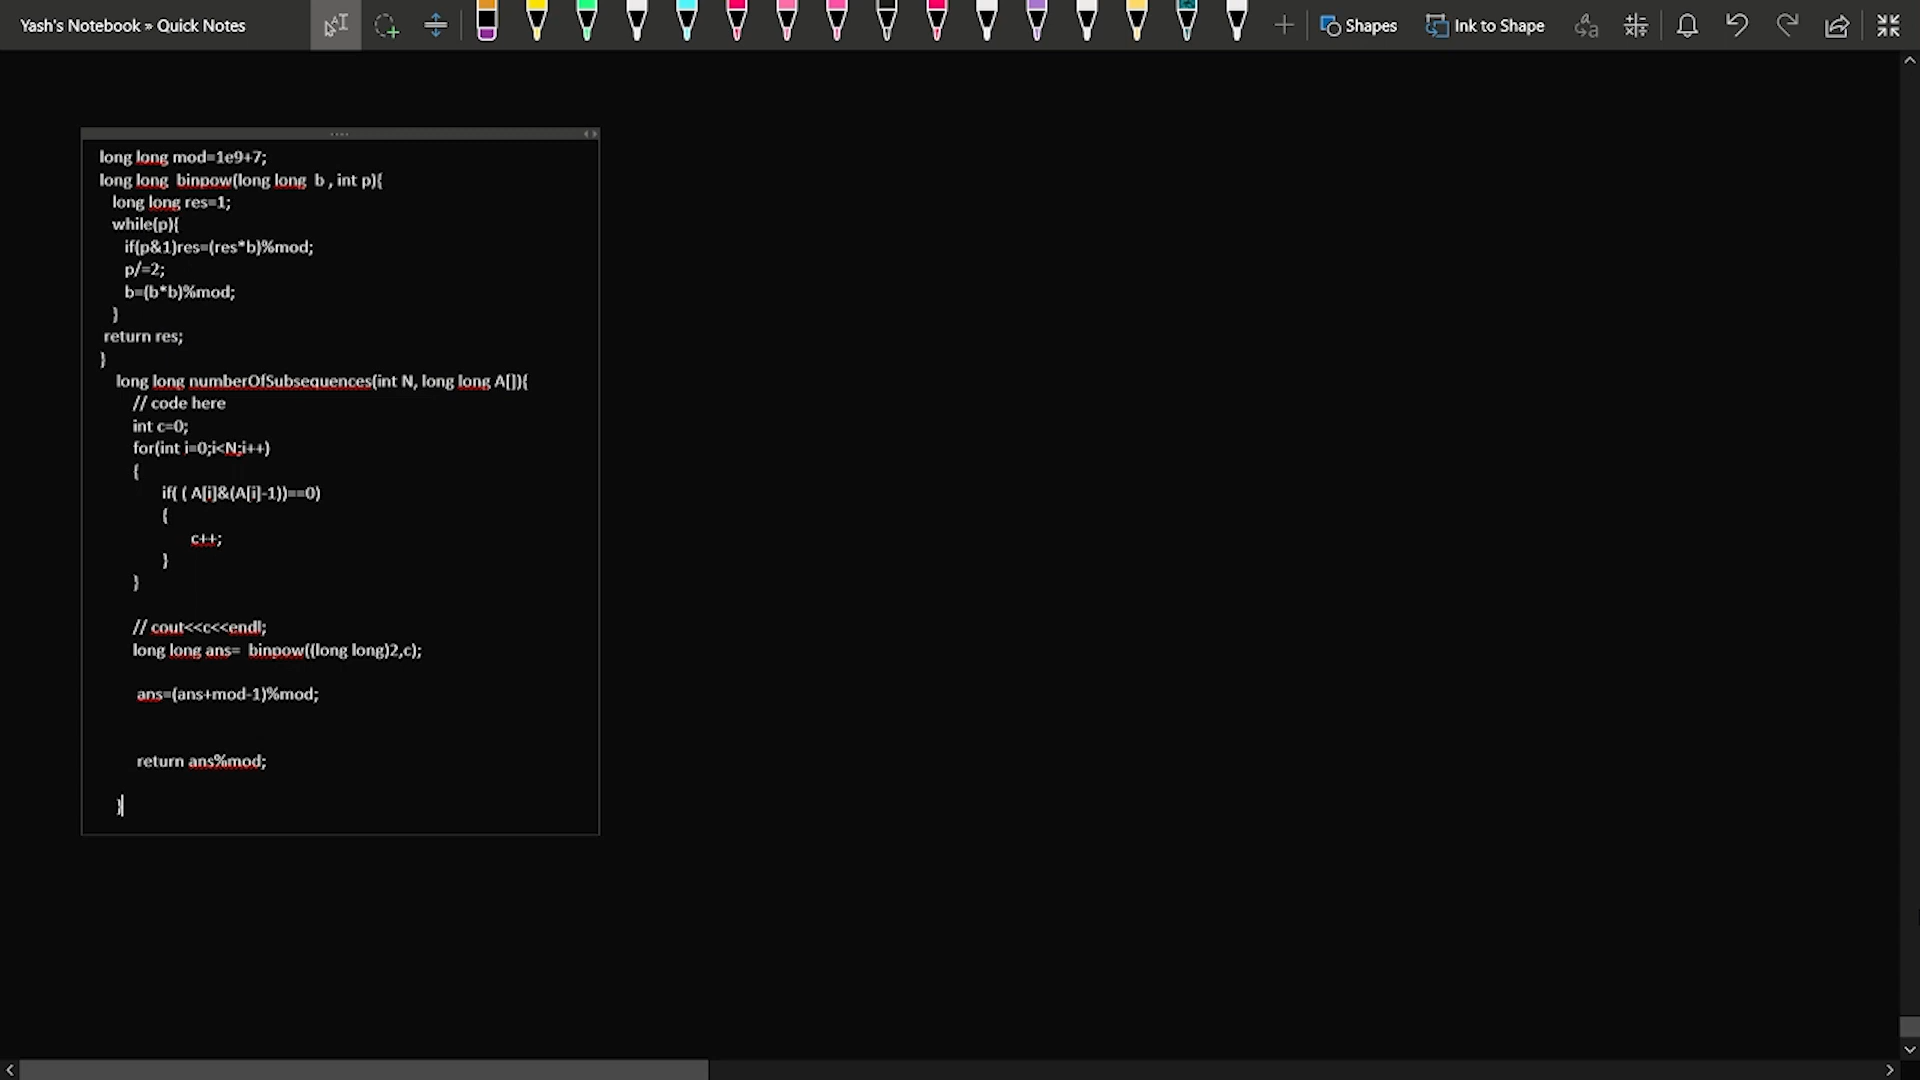 Yash's Notebook » Quick Notes
Shapes
Ink to Shape
long long mod=1e9+7;
long long  binpow(long long  b , int p){
long long res=1;
while(p){
if(p&1)res=(res*b)%mod;
p/=2;
b=(b*b)%mod;
}
return res;
}
long long numberOfSubsequences(int N, long long A[]){
// code here
int c=0;
for(int i=0;i<N;i++)
{
if( ( A[i]&(A[i]-1))==0)
{
c++;
}
}
// cout<<c<<endl;
long long ans=  binpow((long long)2,c);
ans=(ans+mod-1)%mod;
return ans%mod;
}